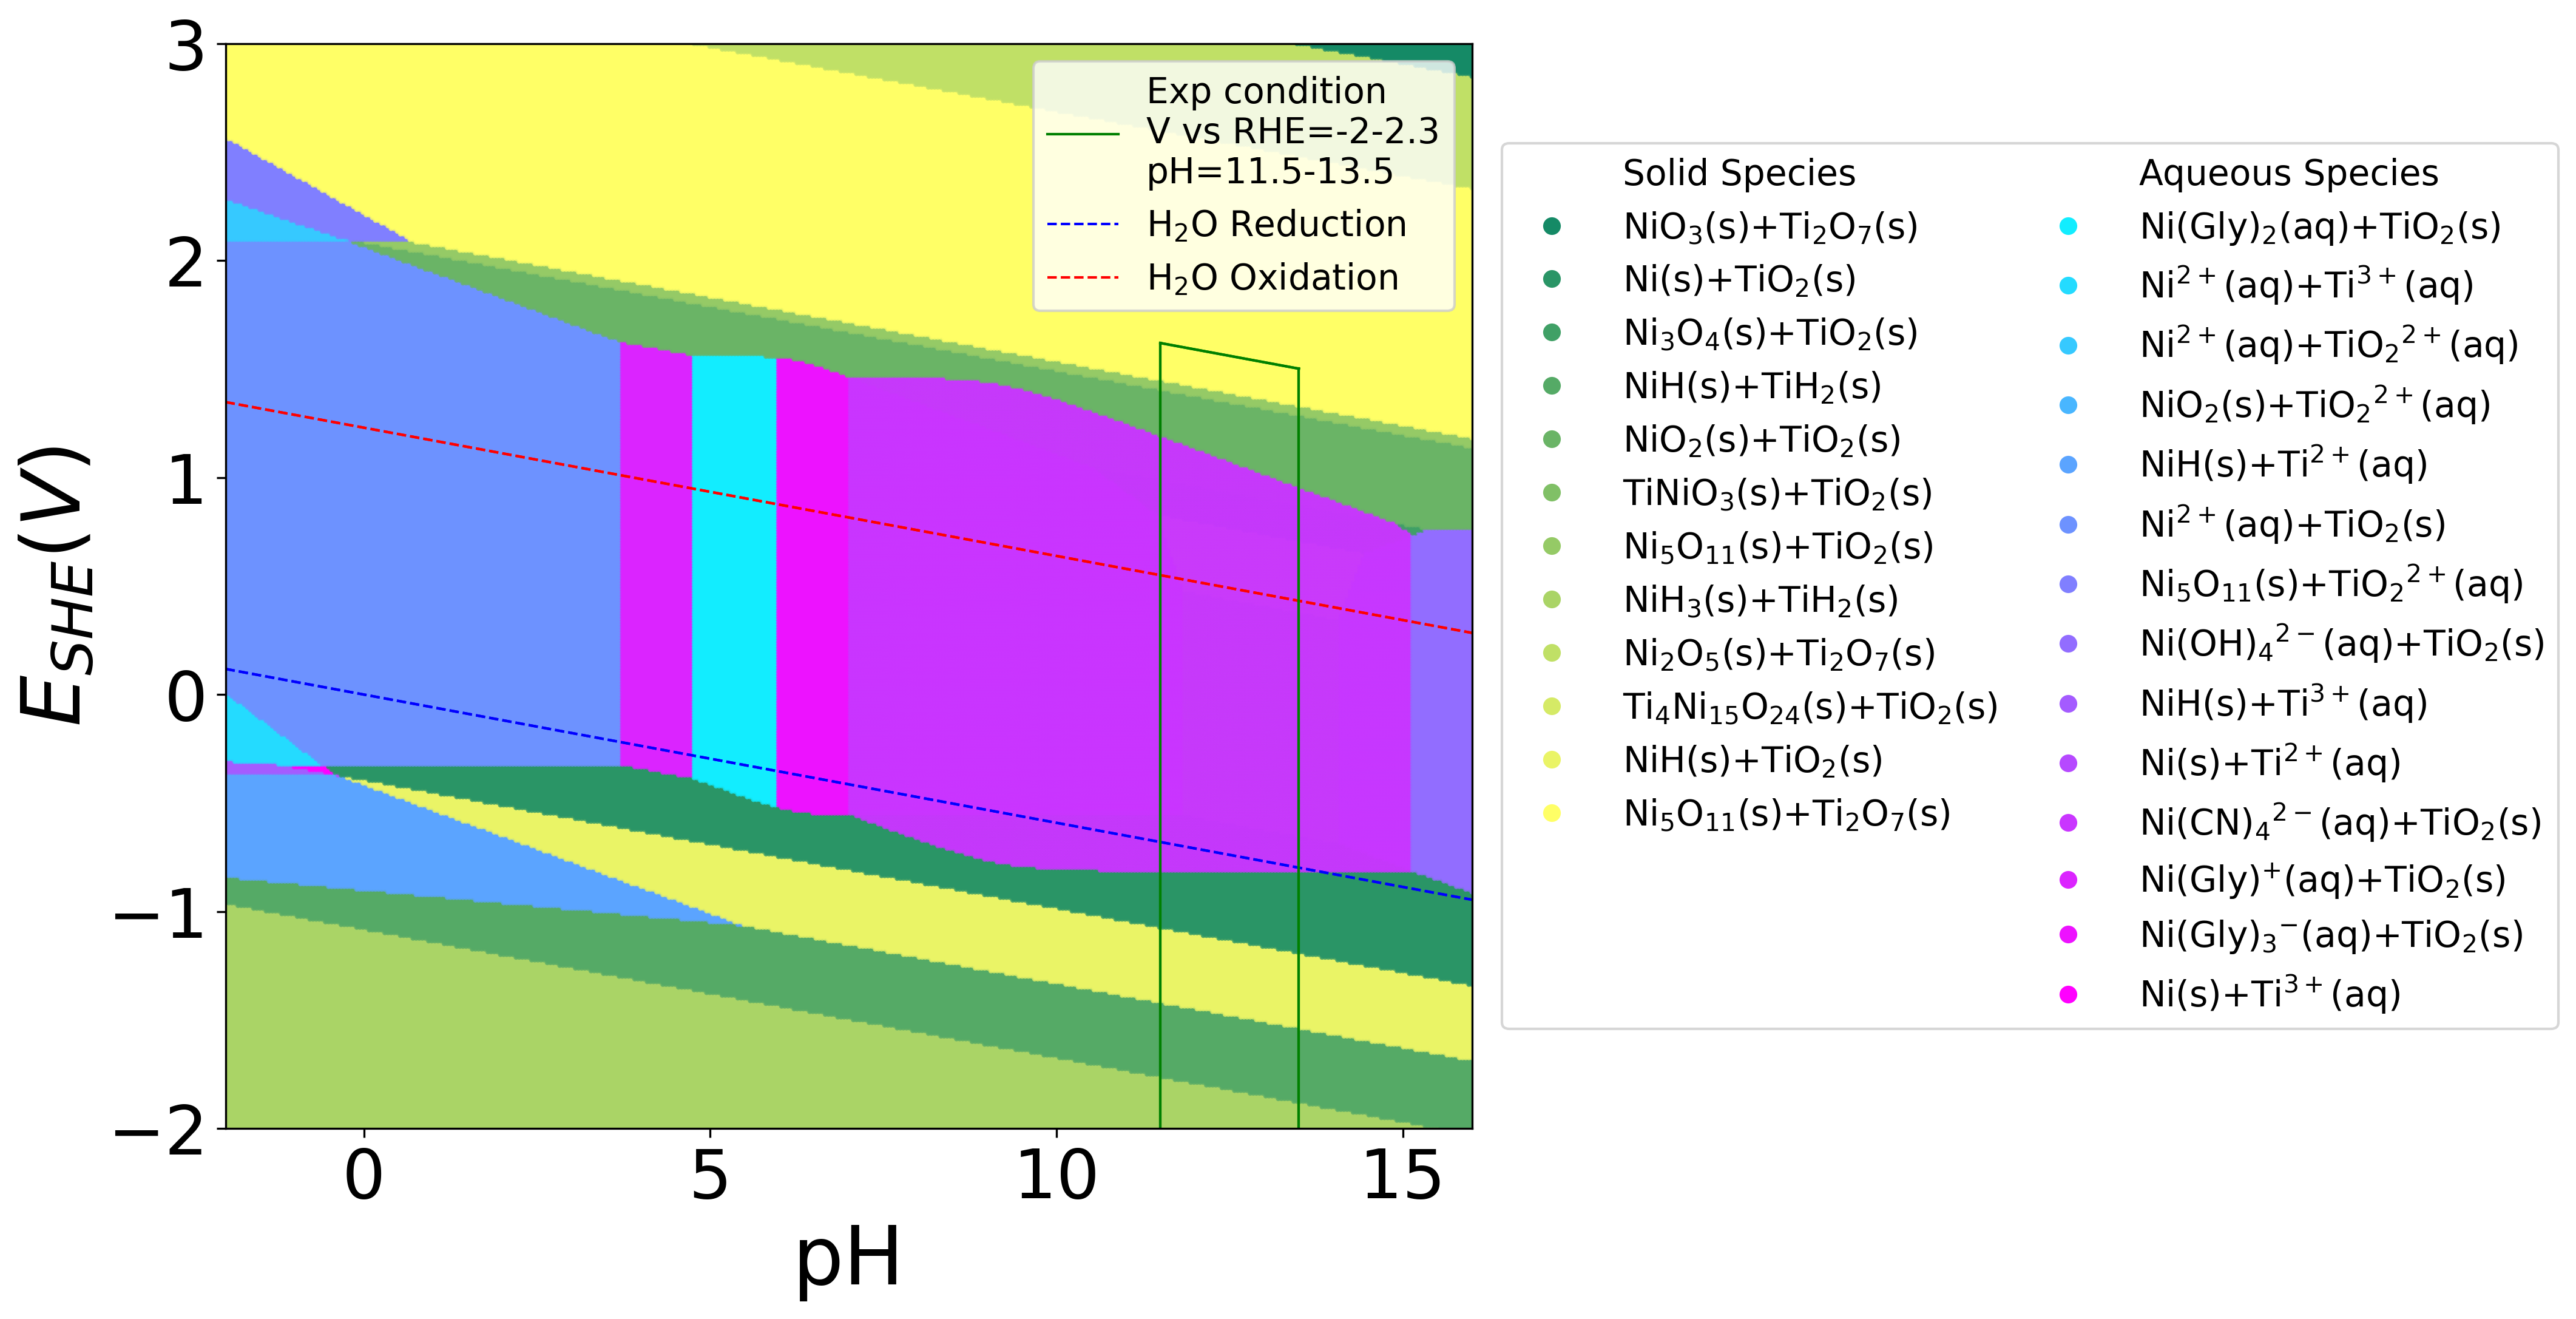 3
2
1
0
−1
−2
E_SHE(V)
0 5 10 15
pH
Exp condition
V vs RHE=-2-2.3
pH=11.5-13.5
H₂O Reduction
H₂O Oxidation
Solid Species
NiO₃(s)+Ti₂O₇(s)
Ni(s)+TiO₂(s)
Ni₃O₄(s)+TiO₂(s)
NiH(s)+TiH₂(s)
NiO₂(s)+TiO₂(s)
TiNiO₃(s)+TiO₂(s)
Ni₅O₁₁(s)+TiO₂(s)
NiH₃(s)+TiH₂(s)
Ni₂O₅(s)+Ti₂O₇(s)
Ti₄Ni₁₅O₂₄(s)+TiO₂(s)
NiH(s)+TiO₂(s)
Ni₅O₁₁(s)+Ti₂O₇(s)
Aqueous Species
Ni(Gly)₂(aq)+TiO₂(s)
Ni²⁺(aq)+Ti³⁺(aq)
Ni²⁺(aq)+TiO₂²⁺(aq)
NiO₂(s)+TiO₂²⁺(aq)
NiH(s)+Ti²⁺(aq)
Ni²⁺(aq)+TiO₂(s)
Ni₅O₁₁(s)+TiO₂²⁺(aq)
Ni(OH)₄²⁻(aq)+TiO₂(s)
NiH(s)+Ti³⁺(aq)
Ni(s)+Ti²⁺(aq)
Ni(CN)₄²⁻(aq)+TiO₂(s)
Ni(Gly)⁺(aq)+TiO₂(s)
Ni(Gly)₃⁻(aq)+TiO₂(s)
Ni(s)+Ti³⁺(aq)